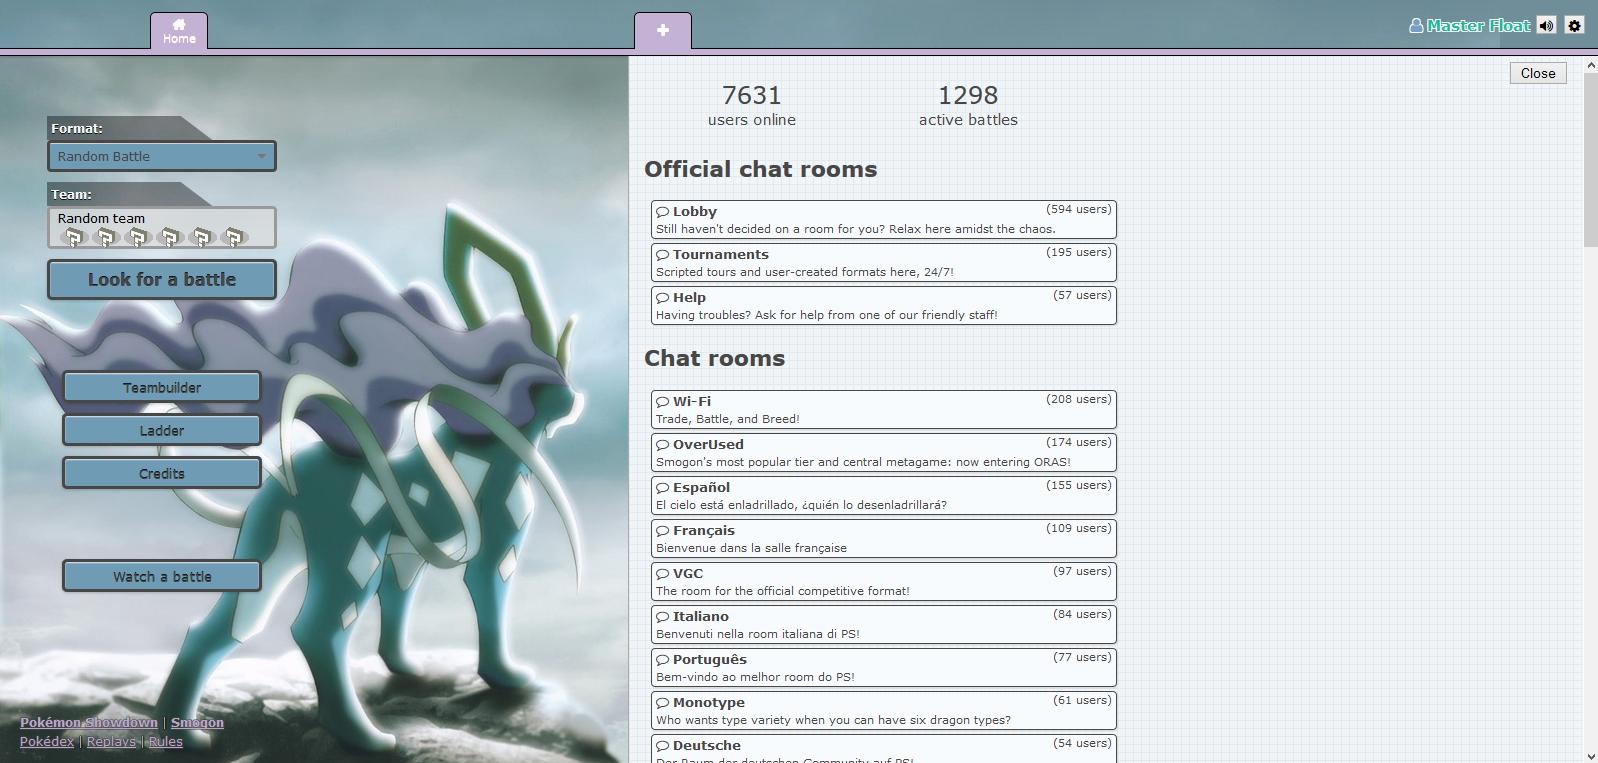 Home
Master Float
Format:
Random Battle
Team:
Random team
Look for a battle
Teambuilder
Ladder
Credits
Watch a battle
Pokémon Showdown | Smogon
Pokédex | Replays | Rules
Close
7631
users online
1298
active battles
Official chat rooms
Lobby (594 users)
Still haven't decided on a room for you? Relax here amidst the chaos.
Tournaments (195 users)
Scripted tours and user-created formats here, 24/7!
Help (57 users)
Having troubles? Ask for help from one of our friendly staff!
Chat rooms
Wi-Fi (208 users)
Trade, Battle, and Breed!
OverUsed (174 users)
Smogon's most popular tier and central metagame: now entering ORAS!
Español (155 users)
El cielo está enladrillado, ¿quién lo desenladrillará?
Français (109 users)
Bienvenue dans la salle française
VGC (97 users)
The room for the official competitive format!
Italiano (84 users)
Benvenuti nella room italiana di PS!
Português (77 users)
Bem-vindo ao melhor room do PS!
Monotype (61 users)
Who wants type variety when you can have six dragon types?
Deutsche (54 users)
Der Raum der deutschen Community auf PS!